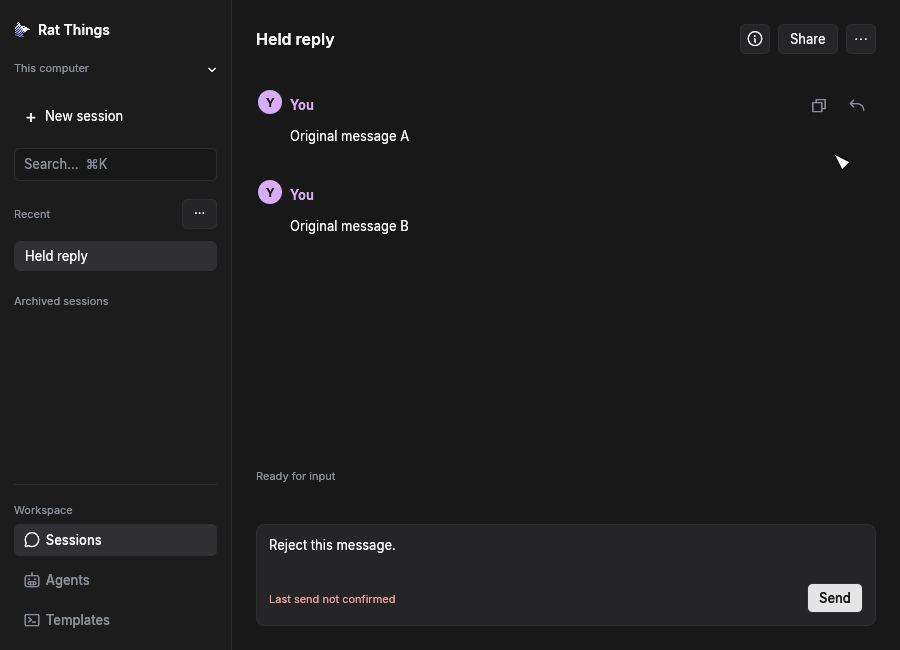 Rat Things
This computer
+ New session
Search... ⌘K
Recent
...
Held reply
Archived sessions
Workspace
Sessions
Agents
Templates
Held reply
Share
...
Y You
Original message A
Y You
Original message B
Ready for input
Reject this message.
Last send not confirmed
Send